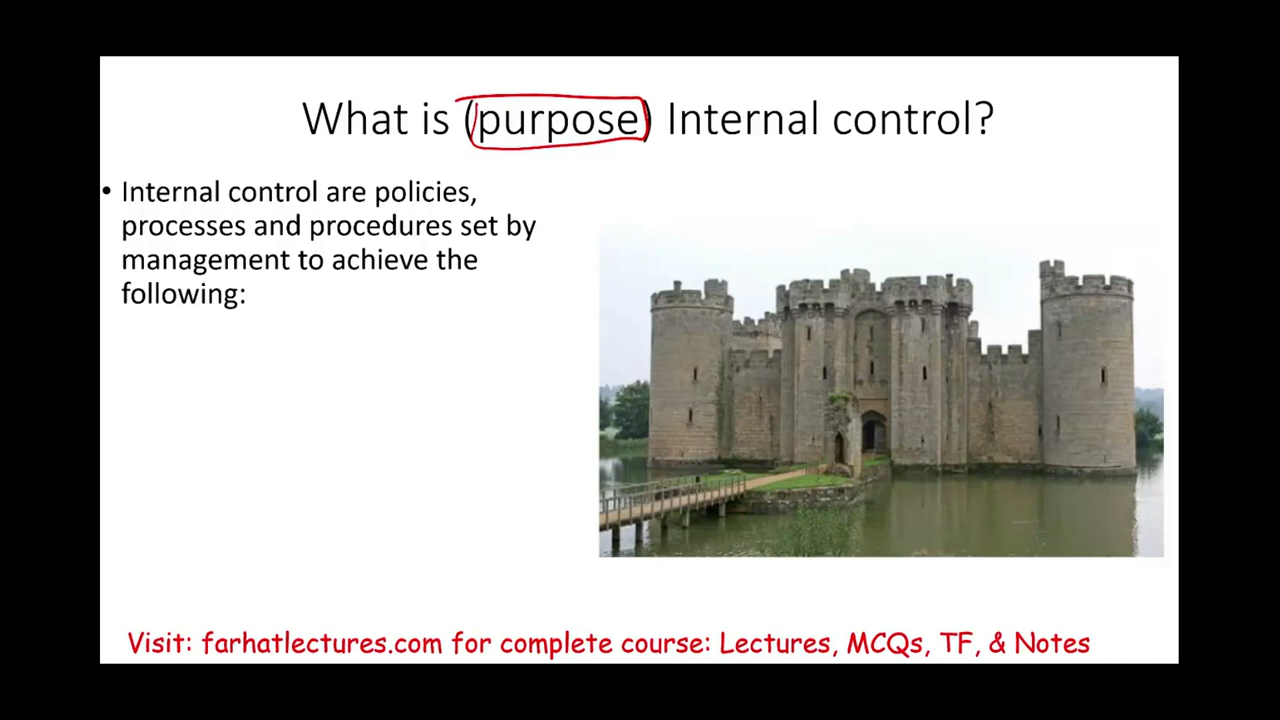 What is (purpose) Internal control?
• Internal control are policies,
processes and procedures set by
management to achieve the
following:
Visit: farhatlectures.com for complete course: Lectures, MCQs, TF, & Notes